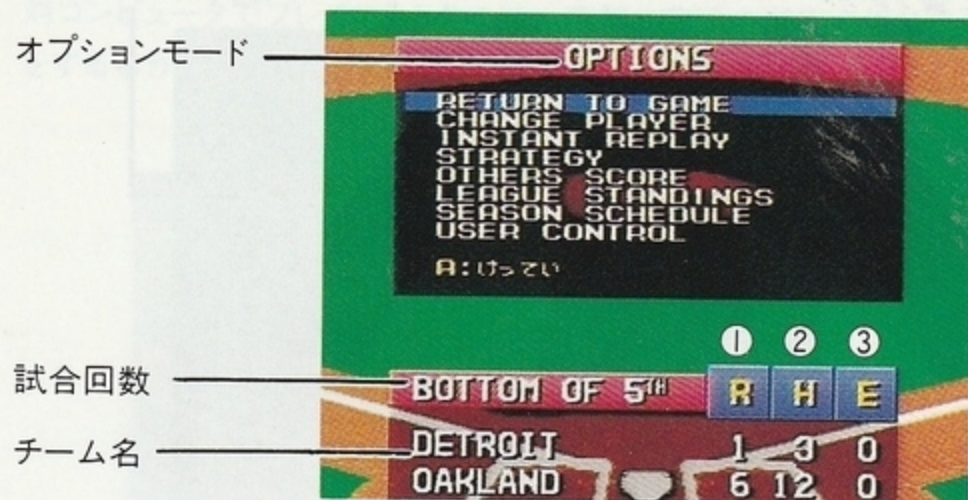 オプションモード
OPTIONS
RETURN TO GAME
CHANGE PLAYER
INSTANT REPLAY
STRATEGY
OTHERS SCORE
LEAGUE STANDINGS
SEASON SCHEDULE
USER CONTROL
A:けってい
① ② ③
試合回数
BOTTOM OF 5TH R H E
チーム名
DETROIT 1 3 0
OAKLAND 6 12 0